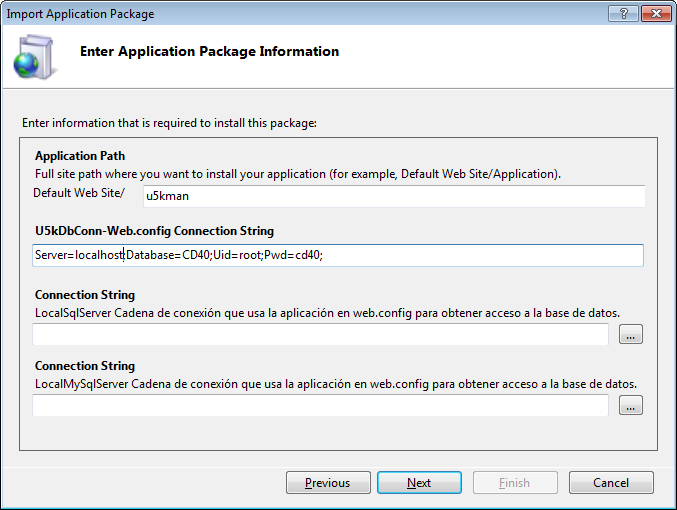 Import Application Package
Enter Application Package Information
Enter information that is required to install this package:
Application Path
Full site path where you want to install your application (for example, Default Web Site/Application).
Default Web Site/ u5kman
U5kDbConn-Web.config Connection String
Server=localhost;Database=CD40;Uid=root;Pwd=cd40;
Connection String
LocalSqlServer Cadena de conexión que usa la aplicación en web.config para obtener acceso a la base de datos.
...
Connection String
LocalMySqlServer Cadena de conexión que usa la aplicación en web.config para obtener acceso a la base de datos.
...
Previous Next Finish Cancel